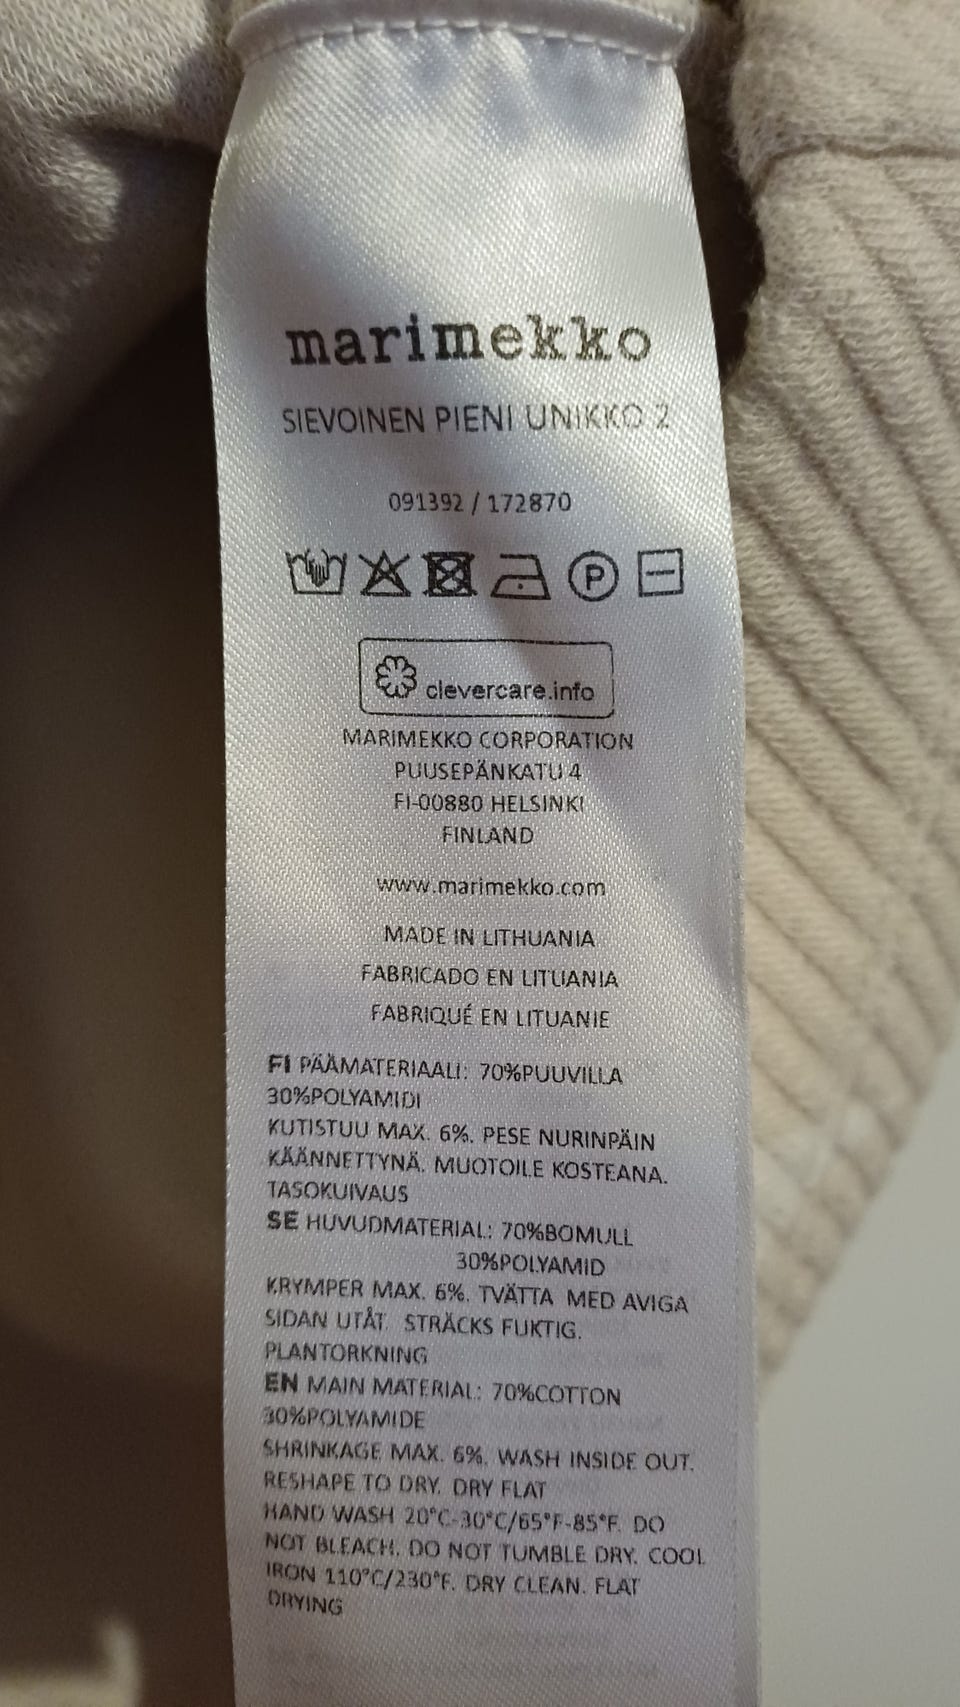 marimekko
SIEVOINEN PIENI UNIKKO 2
091392 / 172870
P
clevercare.info
MARIMEKKO CORPORATION
PUUSEPÄNKATU 4
FI-00880 HELSINKI
FINLAND
www.marimekko.com
MADE IN LITHUANIA
FABRICADO EN LITUANIA
FABRIQUÉ EN LITUANIE
FI PÄÄMATERIAALI: 70%PUUVILLA
30%POLYAMIDI
KUTISTUU MAX. 6%. PESE NURINPÄIN
KÄÄNNETTYNÄ. MUOTOILE KOSTEANA.
TASOKUIVAUS
SE HUVUDMATERIAL: 70%BOMULL
30%POLYAMID
KRYMPER MAX. 6%. TVÄTTA MED AVIGA
SIDAN UTÅT. STRÄCKS FUKTIG.
PLANTORKNING
EN MAIN MATERIAL: 70%COTTON
30%POLYAMIDE
SHRINKAGE MAX. 6%. WASH INSIDE OUT.
RESHAPE TO DRY. DRY FLAT
HAND WASH 20°C-30°C/65°F-85°F. DO
NOT BLEACH. DO NOT TUMBLE DRY. COOL
IRON 110°C/230°F. DRY CLEAN. FLAT
DRYING